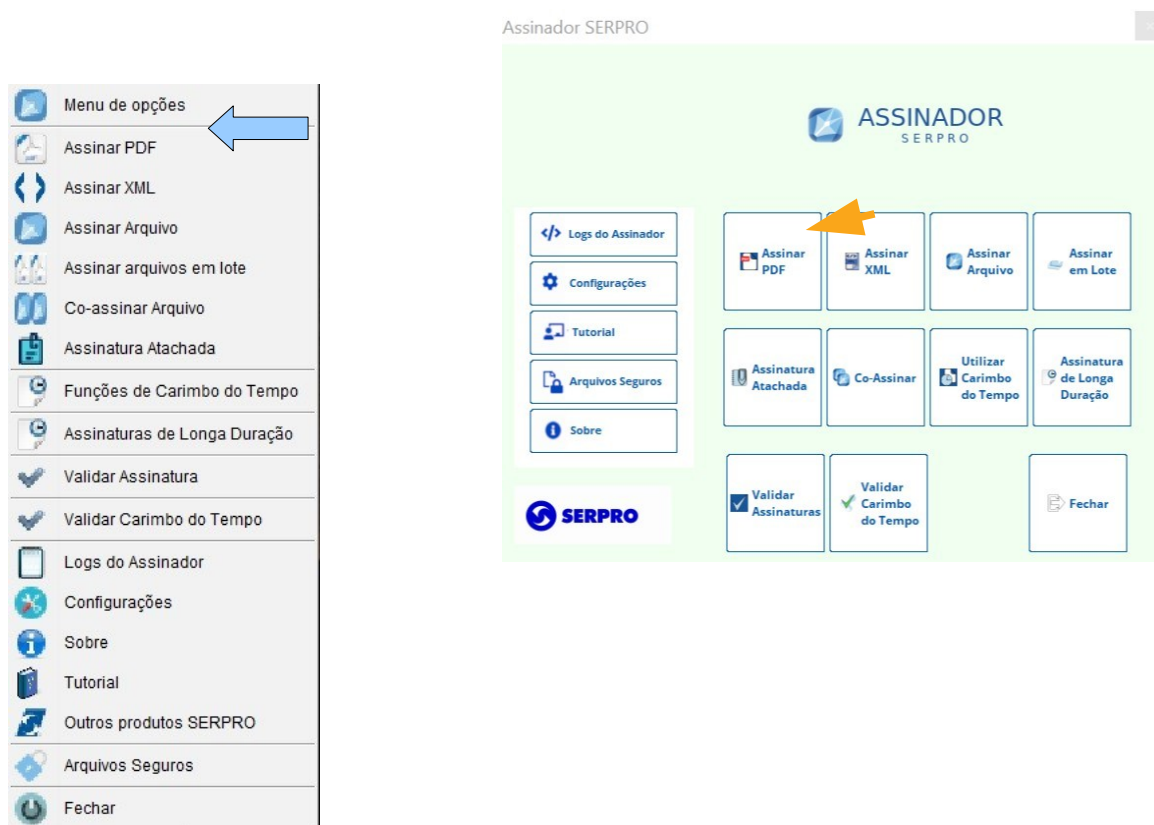 Assinador SERPRO
Menu de opções
Assinar PDF
Assinar XML
Assinar Arquivo
Assinar arquivos em lote
Co-assinar Arquivo
Assinatura Atachada
Funções de Carimbo do Tempo
Assinaturas de Longa Duração
Validar Assinatura
Validar Carimbo do Tempo
Logs do Assinador
Configurações
Sobre
Tutorial
Outros produtos SERPRO
Arquivos Seguros
Fechar
ASSINADOR
SERPRO
Logs do Assinador
Configurações
Tutorial
Arquivos Seguros
Sobre
SERPRO
Assinar
PDF
Assinar
XML
Assinar
Arquivo
Assinar
em Lote
Assinatura
Atachada
Co-Assinar
Utilizar
Carimbo
do Tempo
Assinatura
de Longa
Duração
Validar
Assinaturas
Validar
Carimbo
do Tempo
Fechar